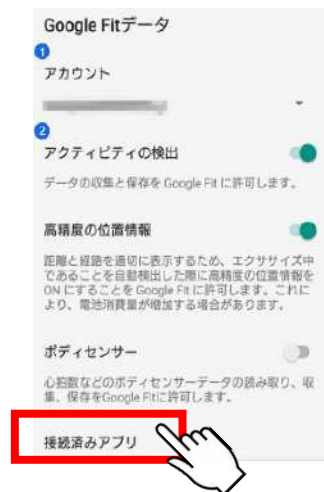 Google Fitデータ
1
アカウント
2
アクティビティの検出
データの収集と保存を Google Fit に許可します。
高精度の位置情報
距離と経路を適切に表示するため、エクササイズ中
であることを自動検出した際に高精度の位置情報を
ON にすることを Google Fit に許可します。これに
より、電池消費量が増加する場合があります。
ボディセンサー
心拍数などのボディセンサーデータの読み取り、収
集、保存をGoogle Fitに許可します。
接続済みアプリ